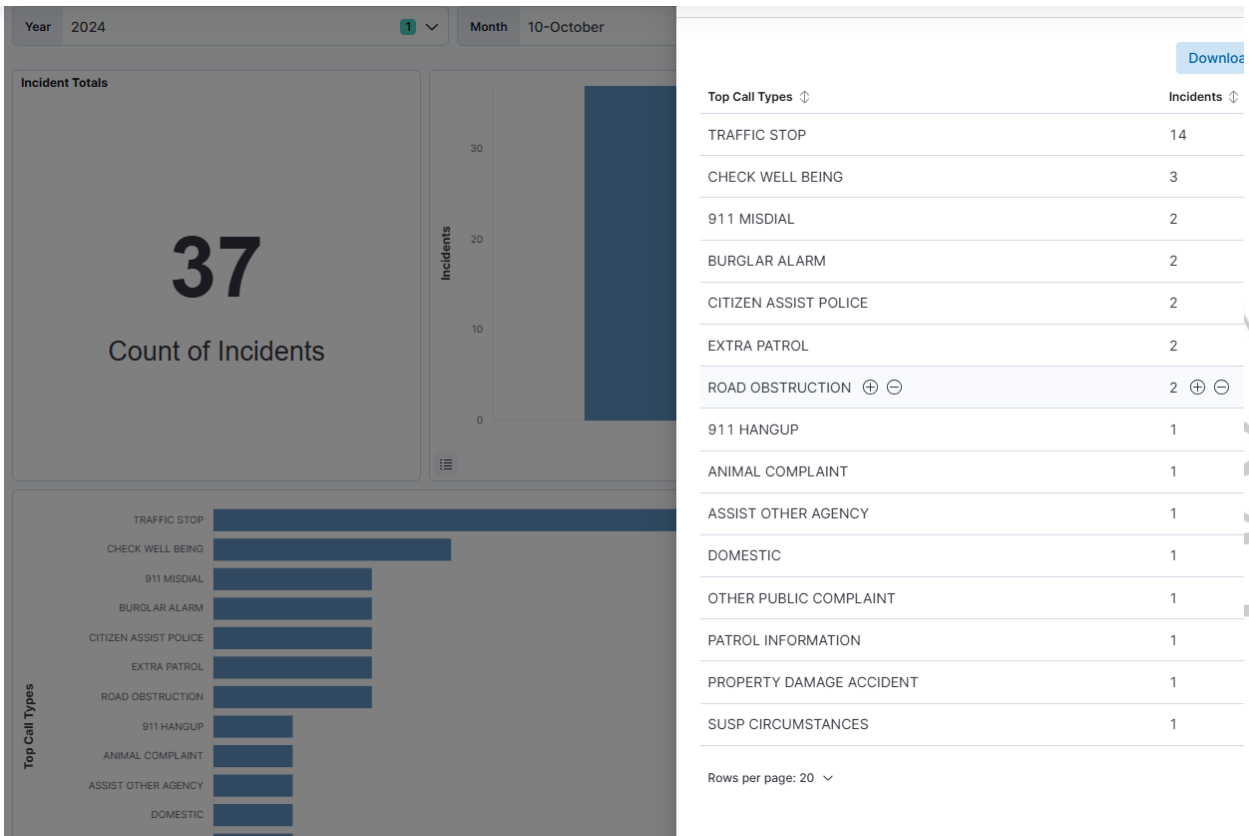 Year 2024 1 Month 10-October
Incident Totals
37
Count of Incidents
Incidents
30
20
10
0
Top Call Types
TRAFFIC STOP
CHECK WELL BEING
911 MISDIAL
BURGLAR ALARM
CITIZEN ASSIST POLICE
EXTRA PATROL
ROAD OBSTRUCTION
911 HANGUP
ANIMAL COMPLAINT
ASSIST OTHER AGENCY
DOMESTIC
Downloa
Top Call Types Incidents
TRAFFIC STOP 14
CHECK WELL BEING 3
911 MISDIAL 2
BURGLAR ALARM 2
CITIZEN ASSIST POLICE 2
EXTRA PATROL 2
ROAD OBSTRUCTION 2
911 HANGUP 1
ANIMAL COMPLAINT 1
ASSIST OTHER AGENCY 1
DOMESTIC 1
OTHER PUBLIC COMPLAINT 1
PATROL INFORMATION 1
PROPERTY DAMAGE ACCIDENT 1
SUSP CIRCUMSTANCES 1
Rows per page: 20